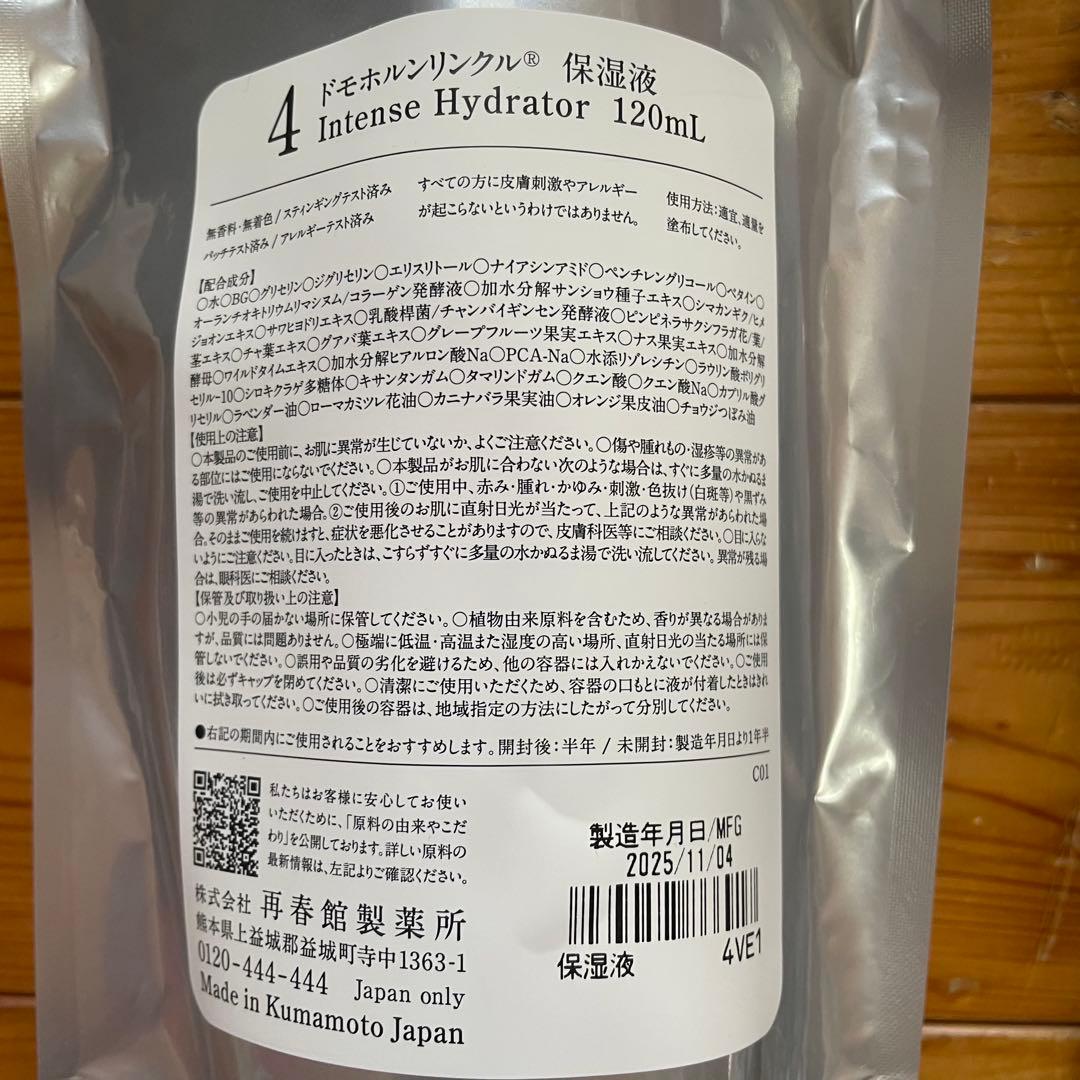 4 ドモホルンリンクル® 保湿液
Intense Hydrator 120mL
無香料・無着色 / スティンギングテスト済み
パッチテスト済み / アレルギーテスト済み
すべての方に皮膚刺激やアレルギー
が起こらないというわけではありません。
使用方法：適宜、適量を
塗布してください。
【配合成分】
○水○BG○グリセリン○ジグリセリン○エリスリトール○ナイアシンアミド○ペンチレングリコール○ベタイン○
オーランチオキトリウムリマシヌム/コラーゲン発酵液○加水分解サンショウ種子エキス○シマカンギク/ヒメ
ジョオンエキス○サワヒヨドリエキス○乳酸桿菌/チャンバイギンセン発酵液○ピンピネラサクシフラガ花/葉/
茎エキス○チャ葉エキス○グアバ葉エキス○グレープフルーツ果実エキス○ナス果実エキス○加水分解
酵母○ワイルドタイムエキス○加水分解ヒアルロン酸Na○PCA-Na○水添リゾレシチン○ラウリン酸ポリグリ
セリル-10○シロキクラゲ多糖体○キサンタンガム○タマリンドガム○クエン酸○クエン酸Na○カプリル酸グ
リセリル○ラベンダー油○ローマカミツレ花油○カニナバラ果実油○オレンジ果皮油○チョウジつぼみ油
【使用上の注意】
○本製品のご使用前に、お肌に異常が生じていないか、よくご注意ください。○傷や腫れもの・湿疹等の異常があ
る部位にはご使用にならないでください。○本製品がお肌に合わない次のような場合は、すぐに多量の水かぬるま
湯で洗い流し、ご使用を中止してください。①ご使用中、赤み・腫れ・かゆみ・刺激・色抜け(白斑等)や黒ずみ
等の異常があらわれた場合。②ご使用後のお肌に直射日光が当たって、上記のような異常があらわれた場
合。そのままご使用を続けますと、症状を悪化させることがありますので、皮膚科医等にご相談ください。○目に入らな
いようにご注意ください。目に入ったときは、こすらずすぐに多量の水かぬるま湯で洗い流してください。異常が残る場
合は、眼科医にご相談ください。
【保管及び取り扱い上の注意】
○小児の手の届かない場所に保管してください。○植物由来原料を含むため、香りが異なる場合がありま
すが、品質には問題ありません。○極端に低温・高温また湿度の高い場所、直射日光の当たる場所には保
管しないでください。○誤用や品質の劣化を避けるため、他の容器には入れかえないでください。○ご使用
後は必ずキャップを閉めてください。○清潔にご使用いただくため、容器の口もとに液が付着したときはきれ
いに拭き取ってください。○ご使用後の容器は、地域指定の方法にしたがって分別してください。
●右記の期間内にご使用されることをおすすめします。開封後：半年 / 未開封：製造年月日より1年半
C01
私たちはお客様に安心してお使い
いただくために、「原料の由来やこだ
わり」を公開しております。詳しい原料の
最新情報は、左記よりご確認ください。
株式会社 再春館製薬所
熊本県上益城郡益城町寺中1363-1
0120-444-444 Japan only
Made in Kumamoto Japan
製造年月日/MFG
2025/11/04
保湿液 4VE1